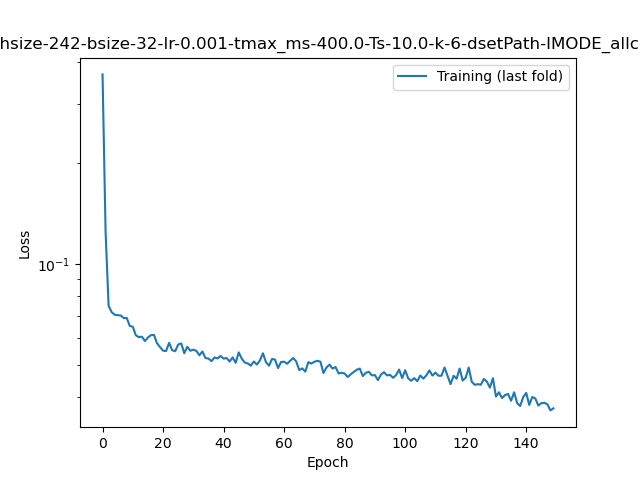 hsize-242-bsize-32-lr-0.001-tmax_ms-400.0-Ts-10.0-k-6-dsetPath-IMODE_allc
Training (last fold)
Loss
10⁻¹
0 20 40 60 80 100 120 140
Epoch